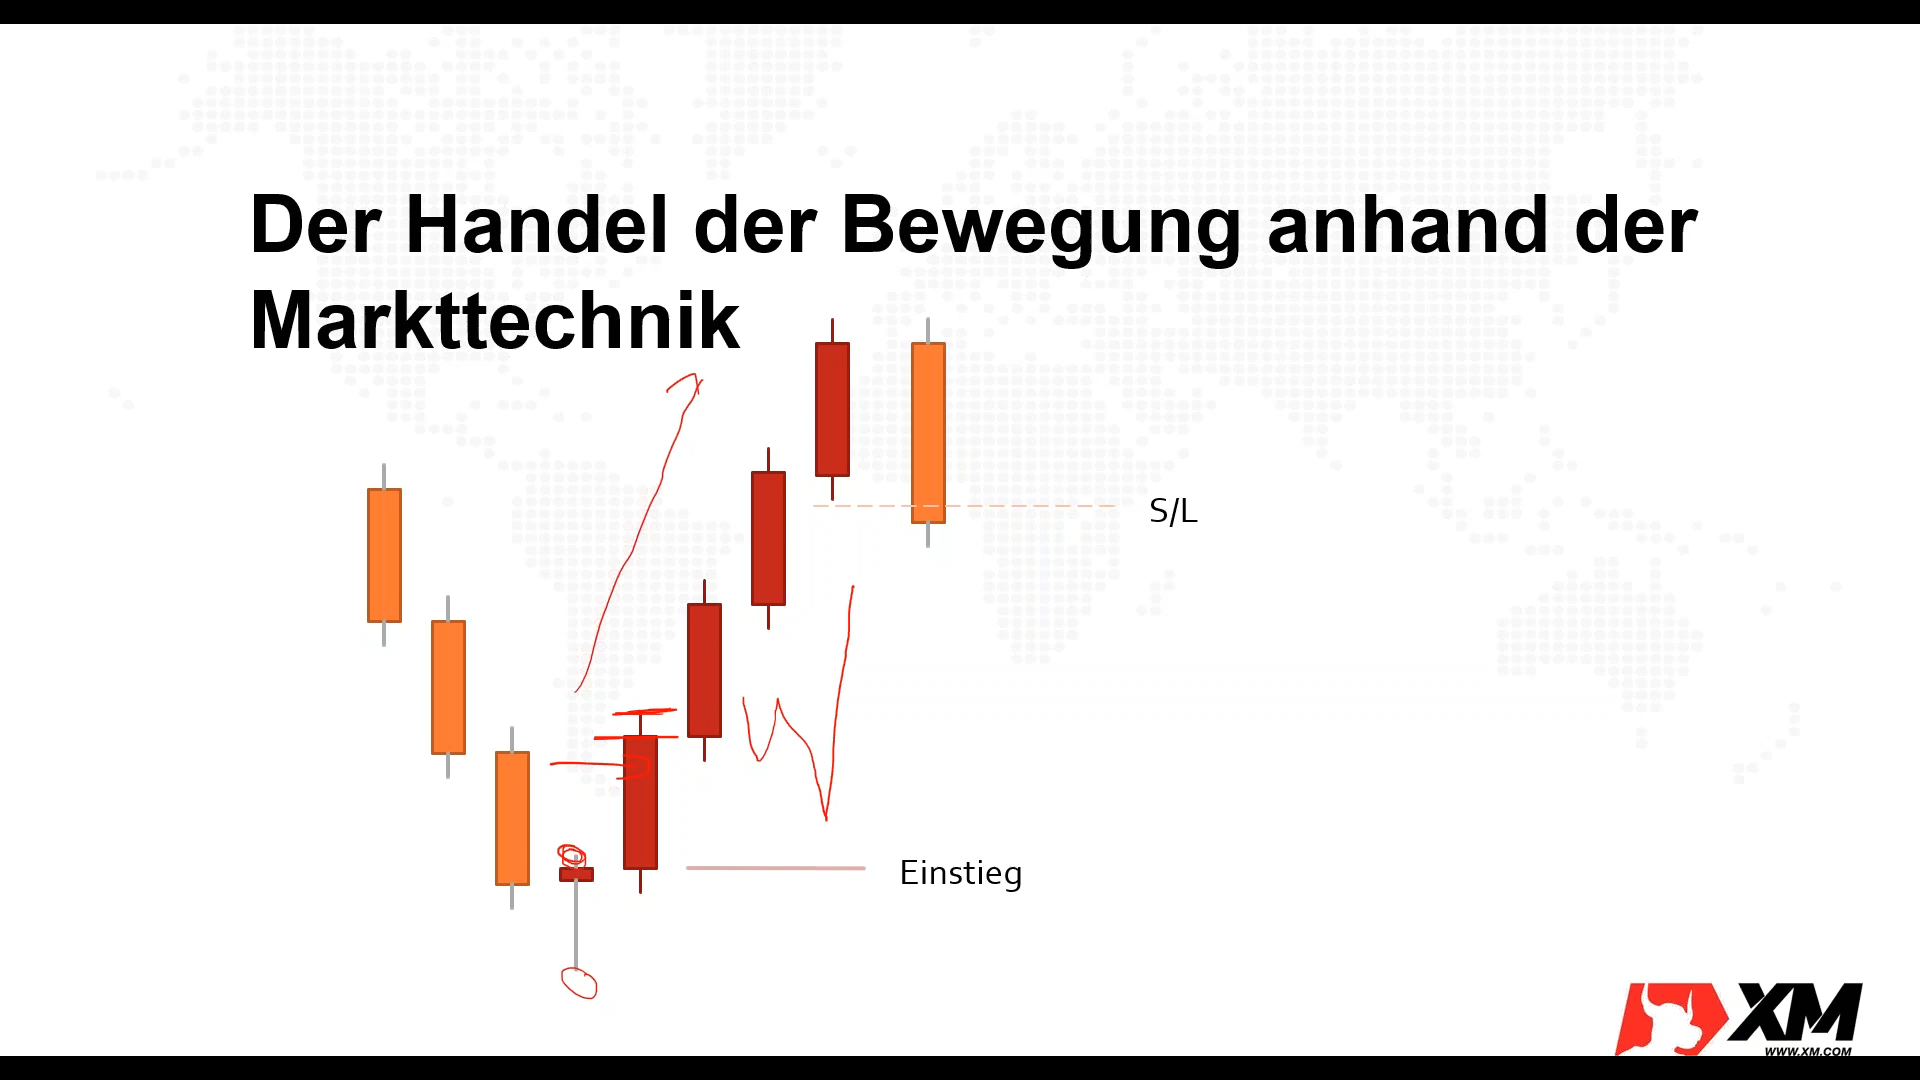 Der Handel der Bewegung anhand der
Markttechnik
S/L
Einstieg
XM
WWW.XM.COM